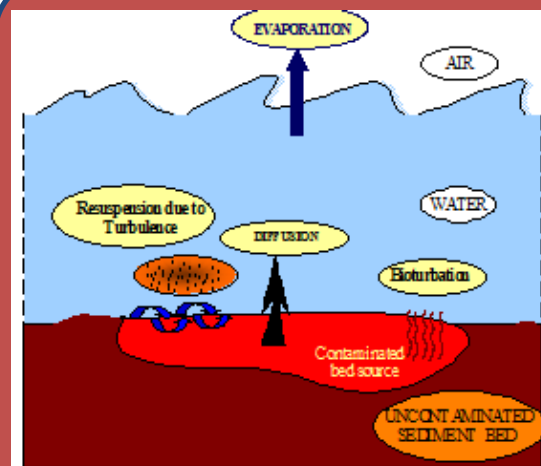 EVAPORATION
AIR
WATER
Resuspension due to
Turbulence
DIFFUSION
Bioturbation
Contaminated
bed source
UNCONTAMINATED
SEDIMENT BED